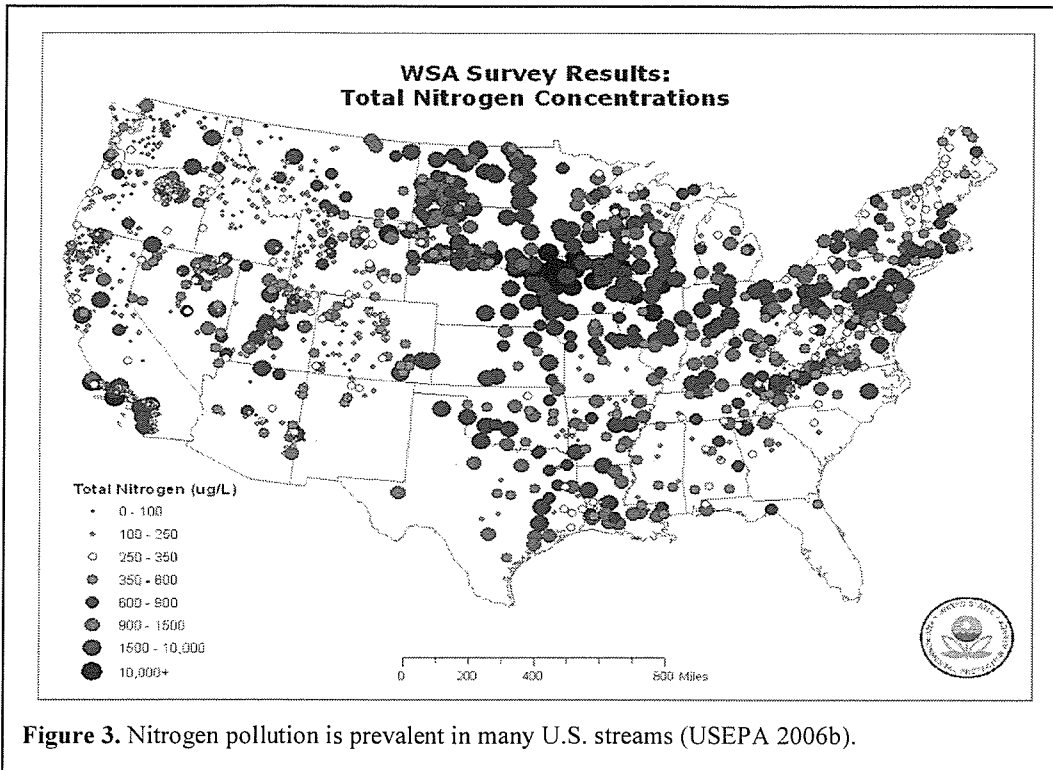 WSA Survey Results:
Total Nitrogen Concentrations
Total Nitrogen (ug/L)
0 - 100
100 - 250
250 - 350
350 - 600
600 - 900
900 - 1500
1500 - 10,000
10,000+
0 200 400 800 Miles
UNITED STATES
Figure 3. Nitrogen pollution is prevalent in many U.S. streams (USEPA 2006b).